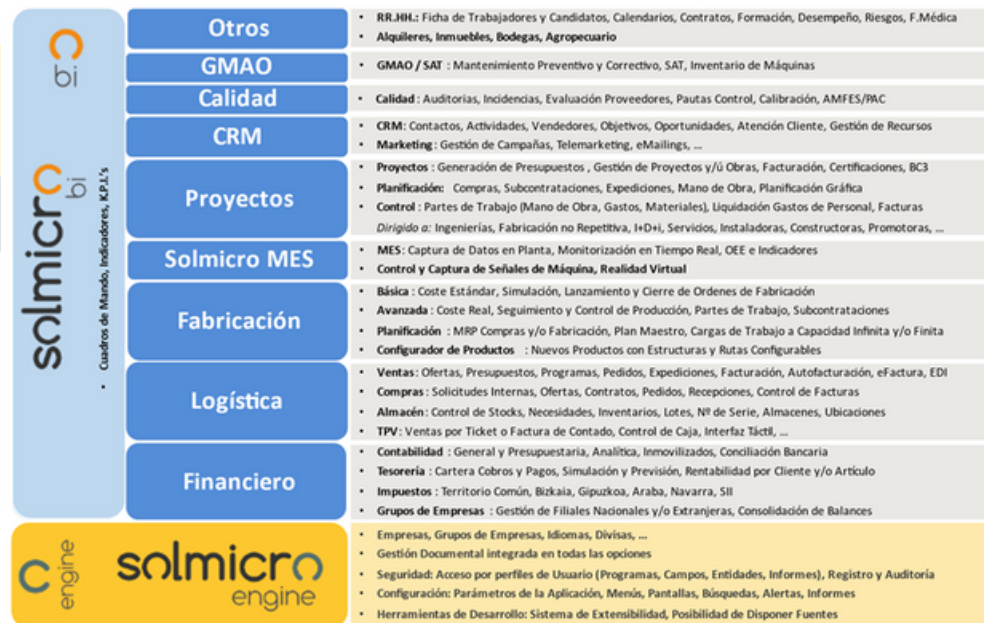 bi
solmicro
bi
• Cuadros de Mando, Indicadores, K.P.I.'s
Otros
• RR.HH.: Ficha de Trabajadores y Candidatos, Calendarios, Contratos, Formación, Desempeño, Riesgos, F.Médica
• Alquileres, Inmuebles, Bodegas, Agropecuario
GMAO
• GMAO / SAT : Mantenimiento Preventivo y Correctivo, SAT, Inventario de Máquinas
Calidad
• Calidad : Auditorias, Incidencias, Evaluación Proveedores, Pautas Control, Calibración, AMFES/PAC
CRM
• CRM: Contactos, Actividades, Vendedores, Objetivos, Oportunidades, Atención Cliente, Gestión de Recursos
• Marketing : Gestión de Campañas, Telemarketing, eMailings, ...
Proyectos
• Proyectos : Generación de Presupuestos , Gestión de Proyectos y/ú Obras, Facturación, Certificaciones, BC3
• Planificación: Compras, Subcontrataciones, Expediciones, Mano de Obra, Planificación Gráfica
• Control : Partes de Trabajo (Mano de Obra, Gastos, Materiales), Liquidación Gastos de Personal, Facturas
Dirigido a: Ingenierías, Fabricación no Repetitiva, I+D+i, Servicios, Instaladoras, Constructoras, Promotoras, ...
Solmicro MES
• MES: Captura de Datos en Planta, Monitorización en Tiempo Real, OEE e Indicadores
• Control y Captura de Señales de Máquina, Realidad Virtual
Fabricación
• Básica : Coste Estándar, Simulación, Lanzamiento y Cierre de Ordenes de Fabricación
• Avanzada : Coste Real, Seguimiento y Control de Producción, Partes de Trabajo, Subcontrataciones
• Planificación : MRP Compras y/o Fabricación, Plan Maestro, Cargas de Trabajo a Capacidad Infinita y/o Finita
• Configurador de Productos : Nuevos Productos con Estructuras y Rutas Configurables
Logística
• Ventas: Ofertas, Presupuestos, Programas, Pedidos, Expediciones, Facturación, Autofacturación, eFactura, EDI
• Compras : Solicitudes Internas, Ofertas, Contratos, Pedidos, Recepciones, Control de Facturas
• Almacén : Control de Stocks, Necesidades, Inventarios, Lotes, Nº de Serie, Almacenes, Ubicaciones
• TPV : Ventas por Ticket o Factura de Contado, Control de Caja, Interfaz Táctil, ...
Financiero
• Contabilidad : General y Presupuestaria, Analítica, Inmovilizados, Conciliación Bancaria
• Tesorería : Cartera Cobros y Pagos, Simulación y Previsión, Rentabilidad por Cliente y/o Artículo
• Impuestos : Territorio Común, Bizkaia, Gipuzkoa, Araba, Navarra, SII
• Grupos de Empresas : Gestión de Filiales Nacionales y/o Extranjeras, Consolidación de Balances
engine
solmicro
engine
• Empresas, Grupos de Empresas, Idiomas, Divisas, ...
• Gestión Documental integrada en todas las opciones
• Seguridad: Acceso por perfiles de Usuario (Programas, Campos, Entidades, Informes), Registro y Auditoría
• Configuración: Parámetros de la Aplicación, Menús, Pantallas, Búsquedas, Alertas, Informes
• Herramientas de Desarrollo: Sistema de Extensibilidad, Posibilidad de Disponer Fuentes